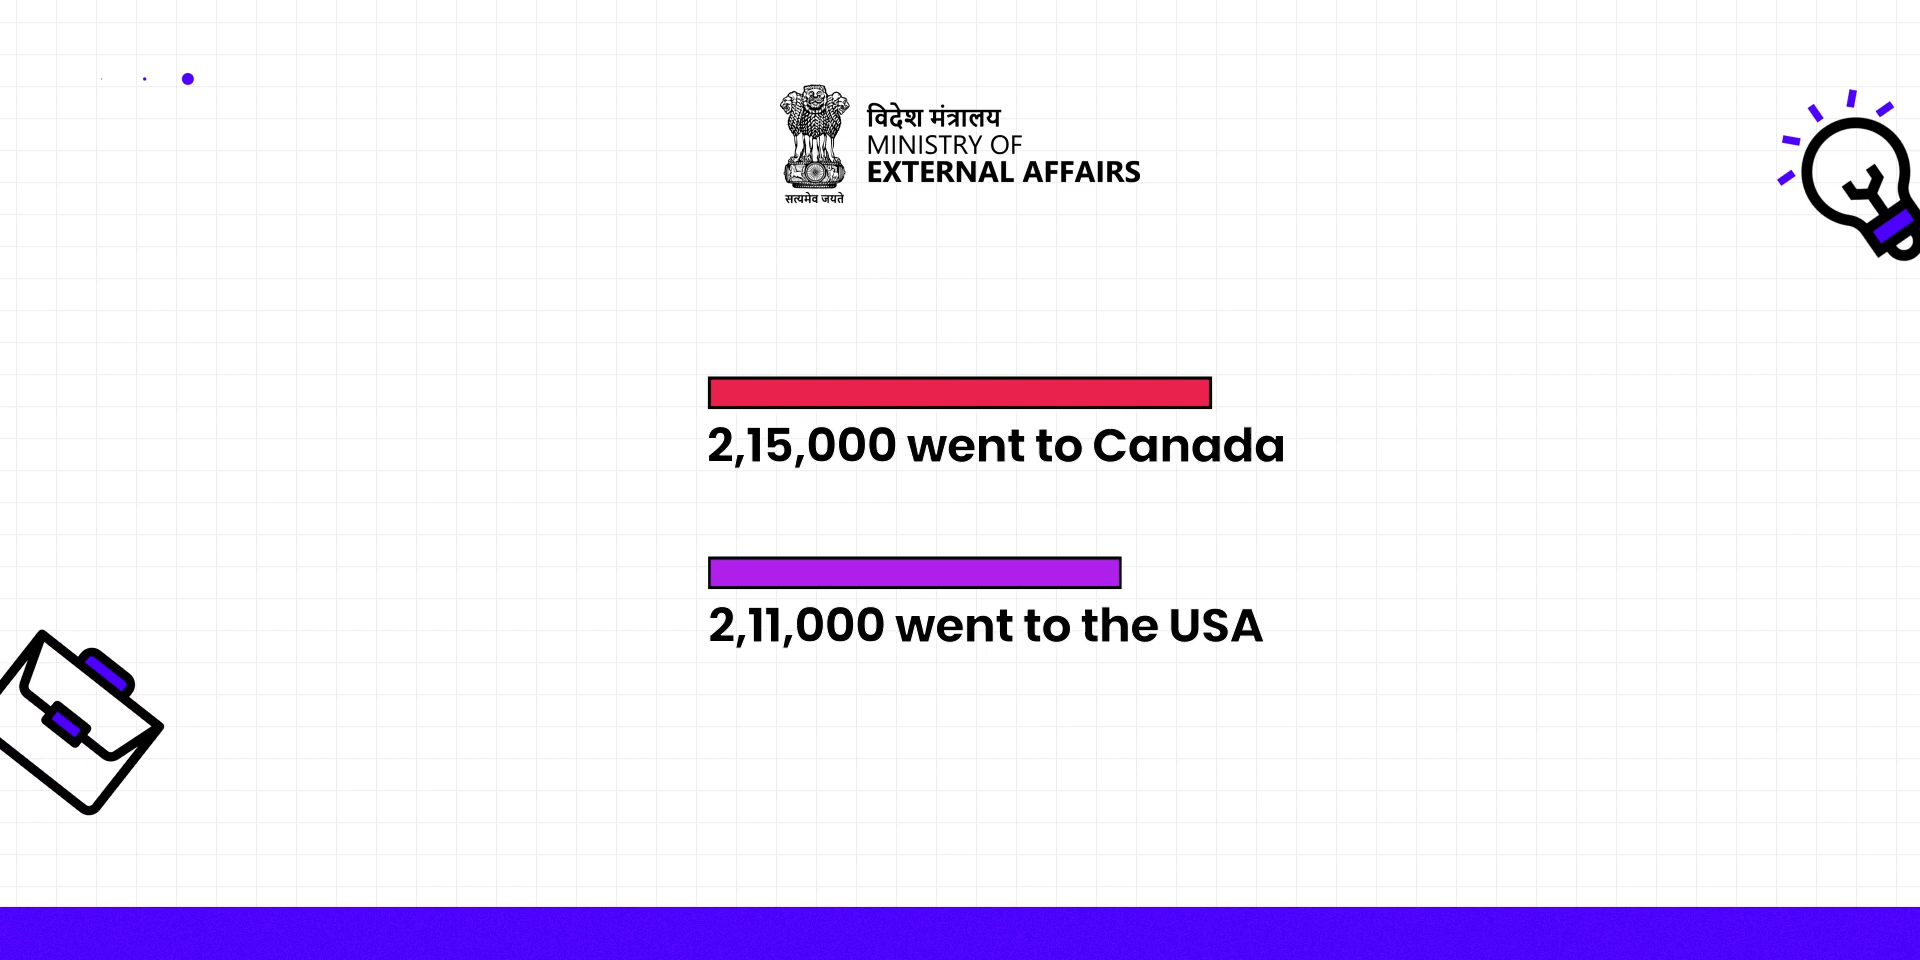 विदेश मंत्रालय
MINISTRY OF
EXTERNAL AFFAIRS
सत्यमेव जयते
2,15,000 went to Canada
2,11,000 went to the USA